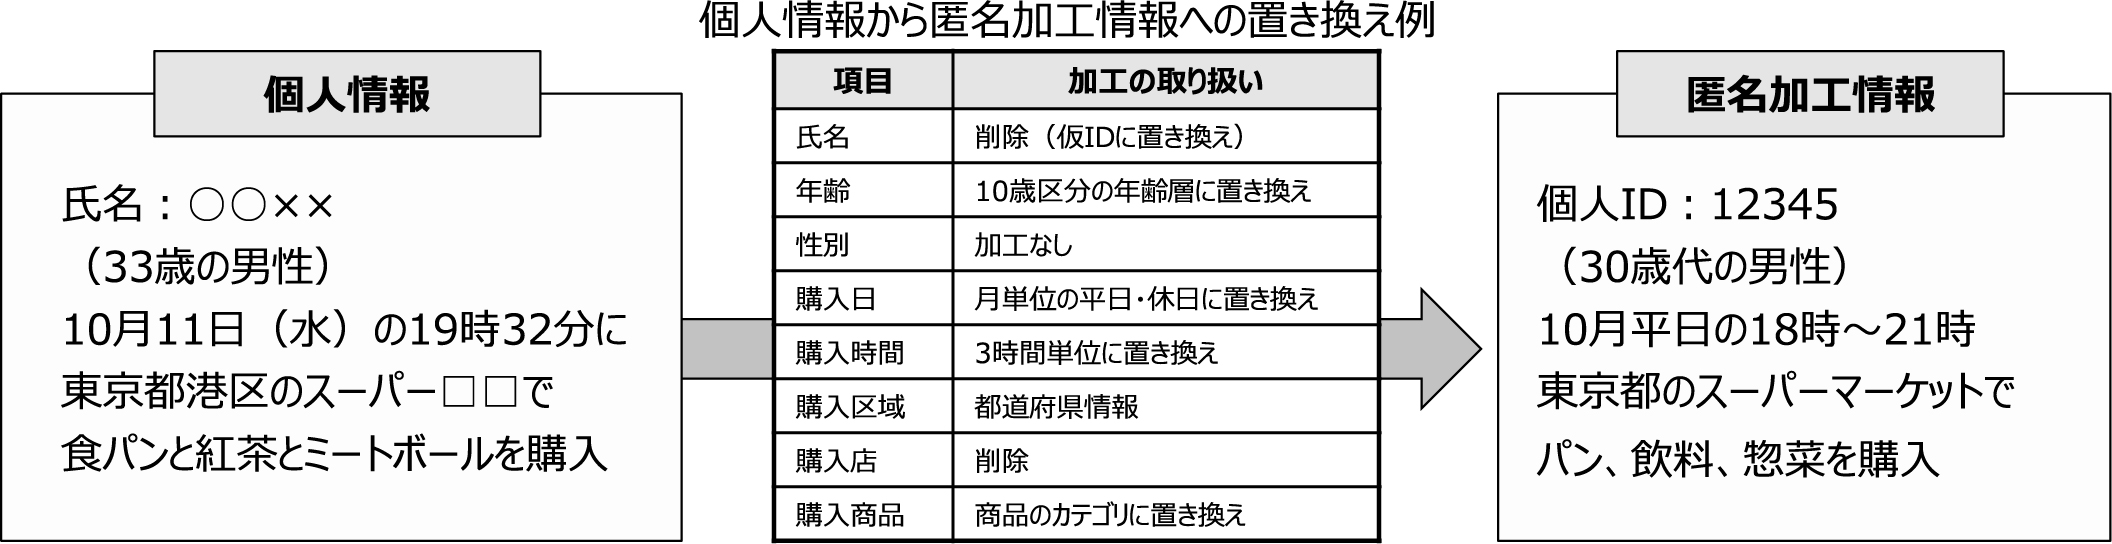 個人情報から匿名加工情報への置き換え例
個人情報
氏名：○○××
（33歳の男性）
10月11日（水）の19時32分に
東京都港区のスーパー□□で
食パンと紅茶とミートボールを購入
項目 加工の取り扱い
氏名 削除（仮IDに置き換え）
年齢 10歳区分の年齢層に置き換え
性別 加工なし
購入日 月単位の平日・休日に置き換え
購入時間 3時間単位に置き換え
購入区域 都道府県情報
購入店 削除
購入商品 商品のカテゴリに置き換え
匿名加工情報
個人ID：12345
（30歳代の男性）
10月平日の18時～21時
東京都のスーパーマーケットで
パン、飲料、惣菜を購入